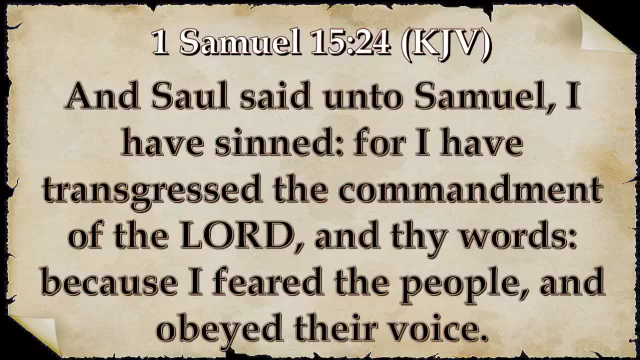 1 Samuel 15:24 (KJV)
And Saul said unto Samuel, I
have sinned: for I have
transgressed the commandment
of the LORD, and thy words:
because I feared the people, and
obeyed their voice.